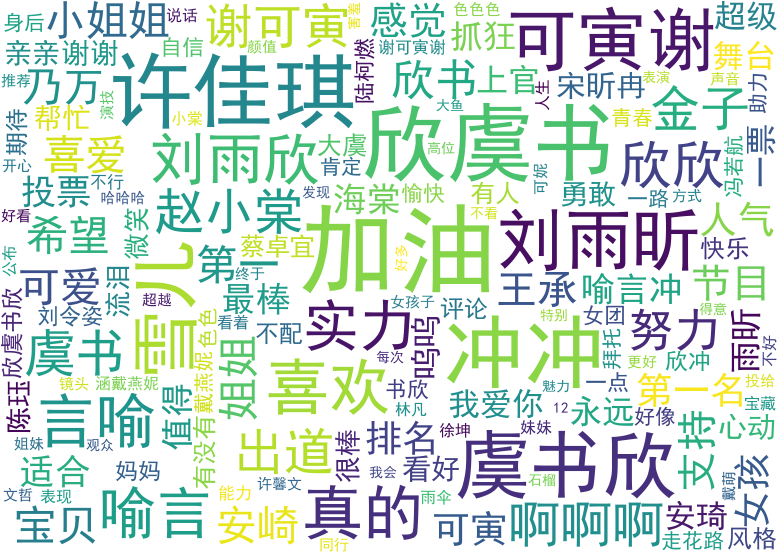 身后
小姐姐
说话
颜值
害羞
谢可寅
感觉
色色色
抓狂
可寅谢
超级
亲亲谢谢
自信
谢可寅谢
陆柯燃
舞台
推荐
乃万
演技
许佳琪
欣书
上官
大鱼
宋昕冉
人生
表演
声音
助力
期待
帮忙
小棠
欣虞书
青春
金子
一票
喜爱
刘雨欣
大虞
肯定
高位
可妮
欣欣
冯若航
开心
投票
不行
哈哈哈
发现
海棠
愉快
有人
勇敢
一路
方式
好看
希望
微笑
赵小棠
加油
不看
刘雨昕
人气
蔡卓宜
快乐
公布
可爱
流泪
雪儿
第一
终于
好多
王承
喻言冲
节目
刘令姿
超越
最棒
女孩子
评论
女团
特别
得意
欣虞书欣
虞书
色色
看着
不配
实力
呜呜
冲冲
拜托
努力
雨昕
更好
欣冲
不好
陈珏
镜头
涵戴燕妮
戴燕妮
姐姐
喜欢
每次
书欣
林凡
魅力
一点
第一名
投给
宝藏
言喻
值得
有没有
我爱你
永远
好像
支持
心动
姐妹
观众
出道
很棒
徐坤
12
妹妹
排名
适合
妈妈
看好
虞书欣
女孩
文哲
表现
喻言
能力
许馨文
真的
我会
石榴
戴萌
宝贝
安崎
同行
雨伞
可寅
啊啊啊
安琦
走花路
风格